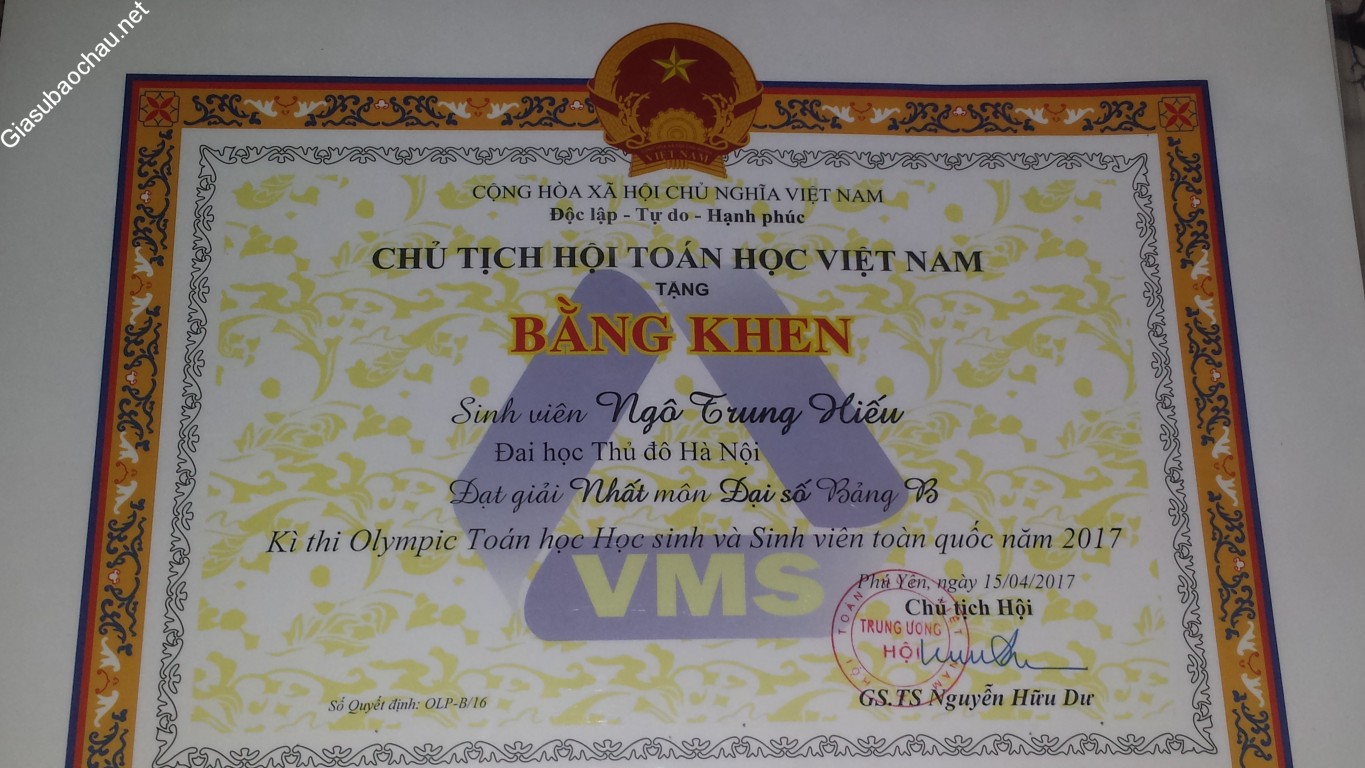 Giasubaochau.net
VIỆT NAM
CỘNG HÒA XÃ HỘI CHỦ NGHĨA VIỆT NAM
Độc lập - Tự do - Hạnh phúc
CHỦ TỊCH HỘI TOÁN HỌC VIỆT NAM
TẶNG
BẰNG KHEN
Sinh viên Ngô Trung Hiếu
Đai học Thủ đô Hà Nội
Đạt giải Nhất môn Đại số Bảng B
Kì thi Olympic Toán học Học sinh và Sinh viên toàn quốc năm 2017
VMS
Phú Yên, ngày 15/04/2017
Chủ tịch Hội
TRUNG ƯƠNG
HỘI
GS.TS Nguyễn Hữu Dư
Số Quyết định: OLP-B/16